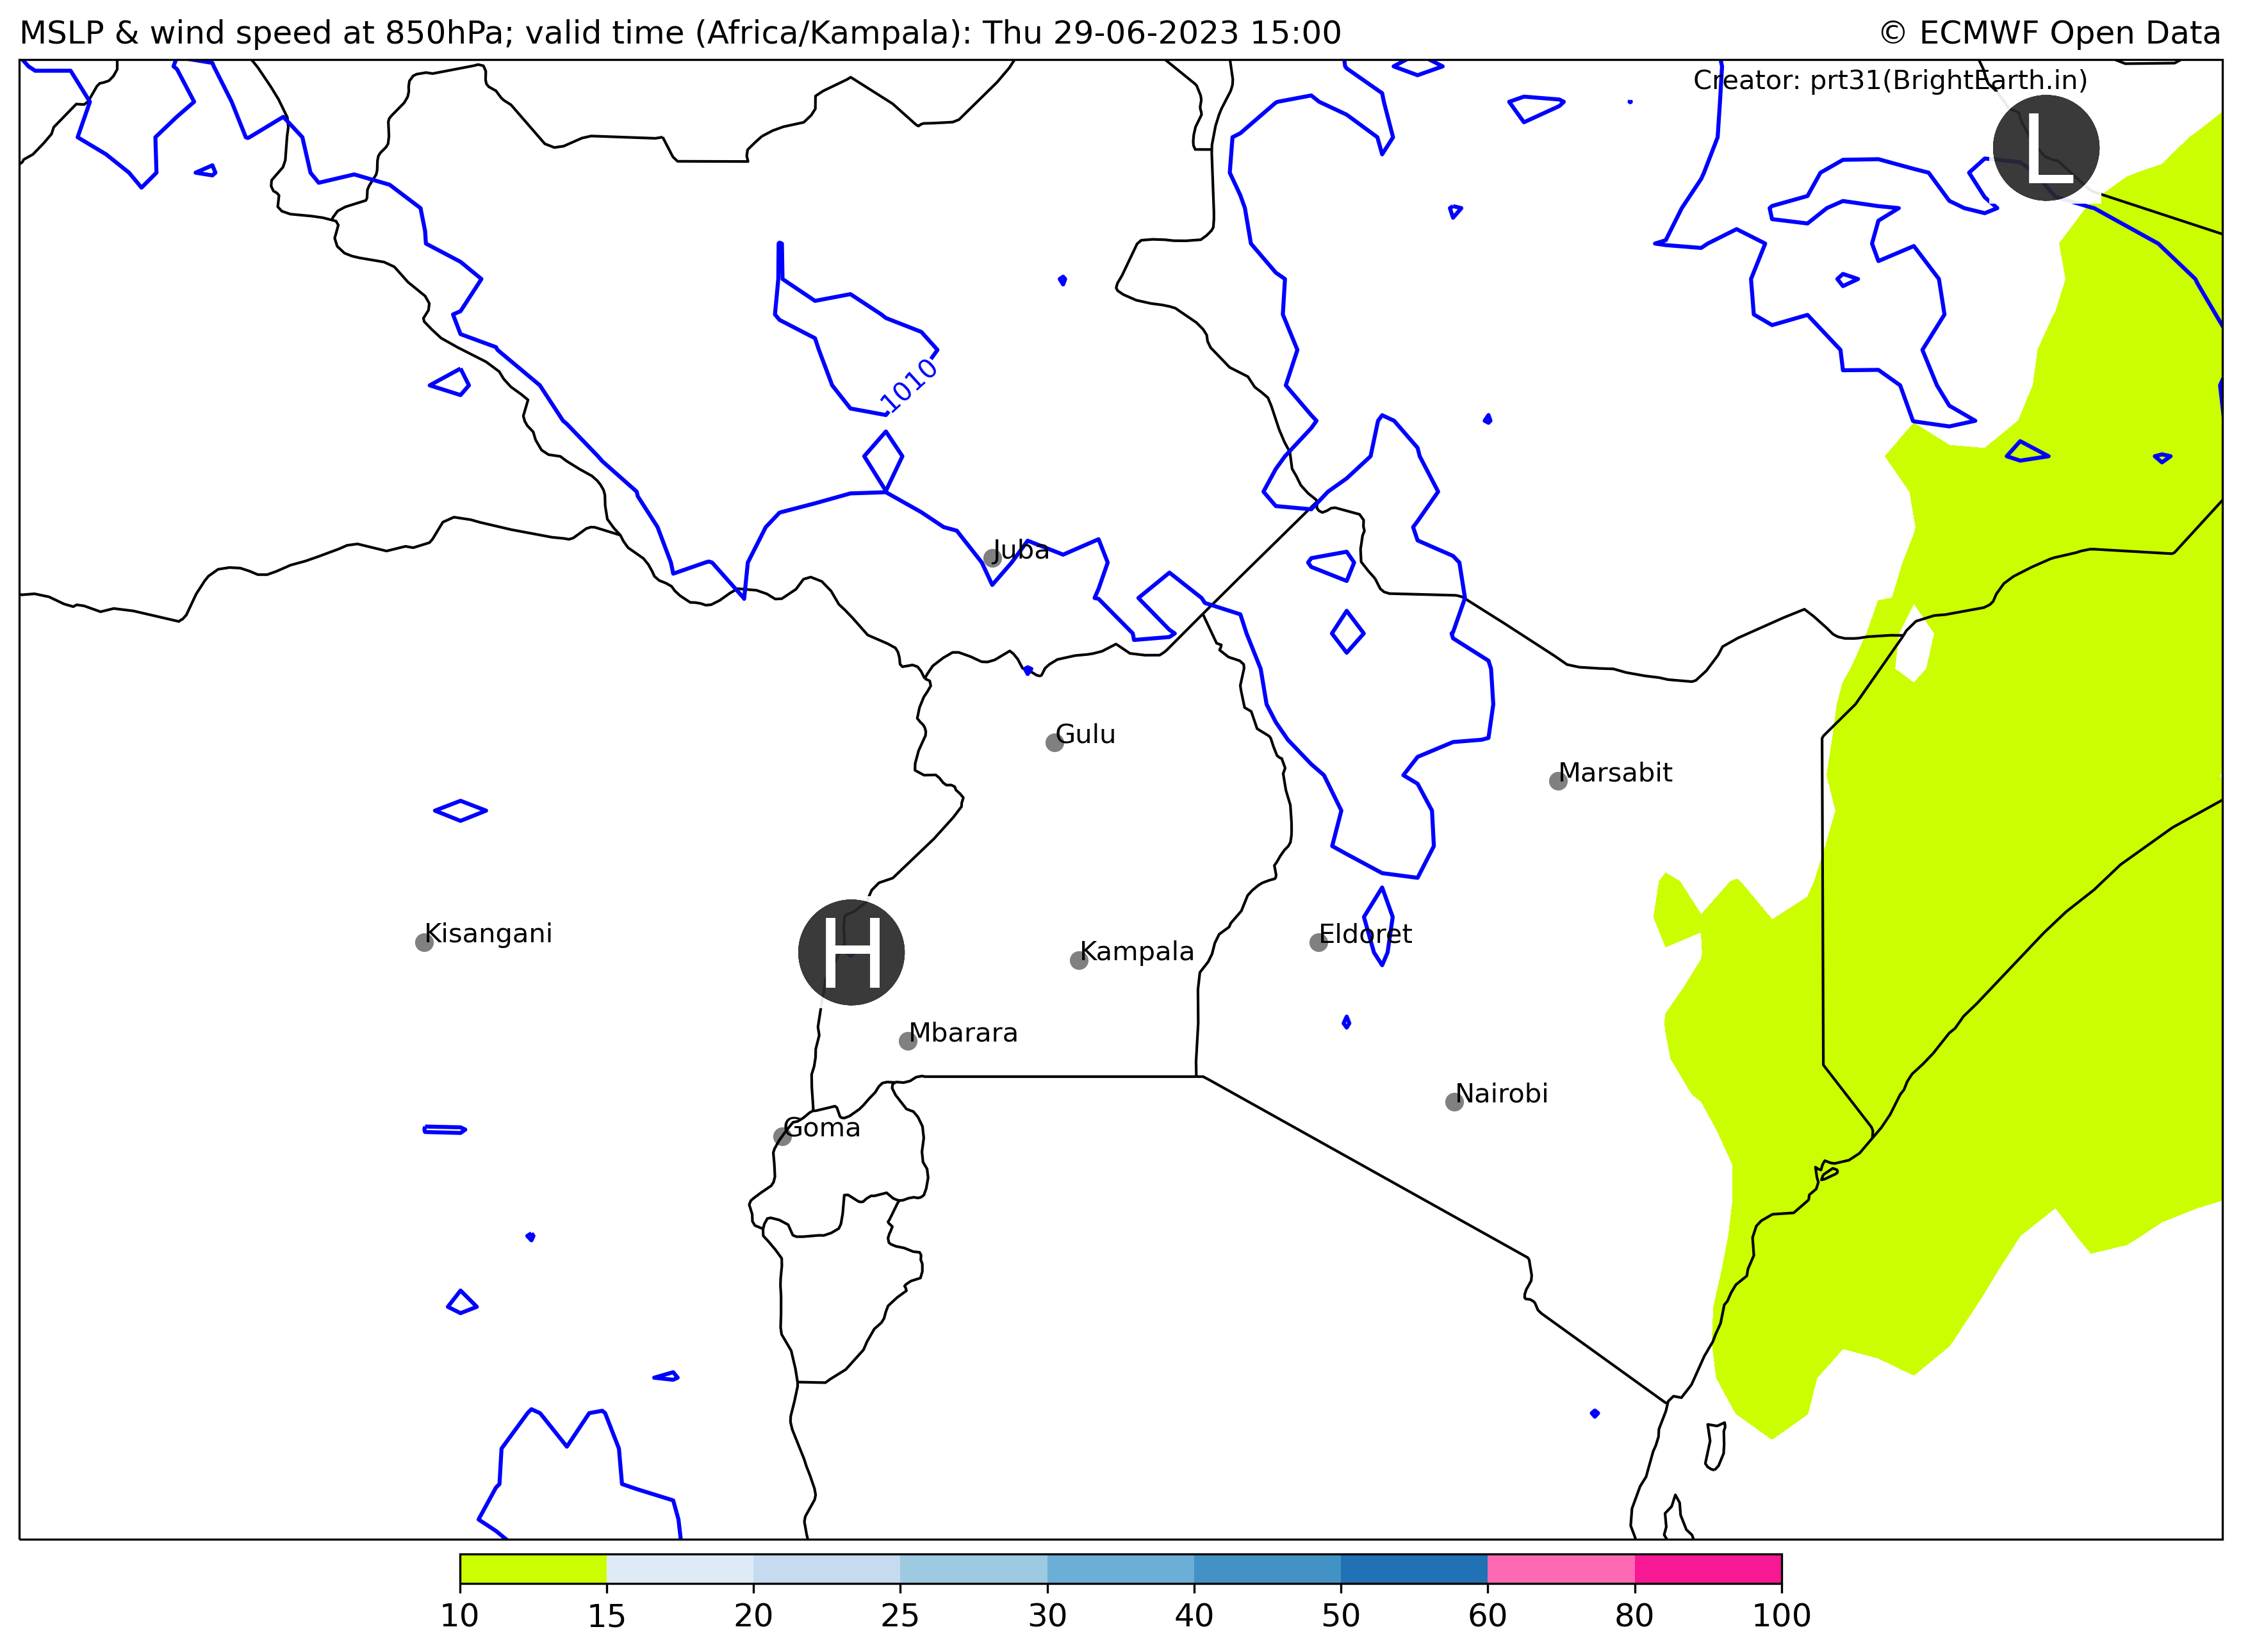 MSLP & wind speed at 850hPa; valid time (Africa/Kampala): Thu 29-06-2023 15:00
© ECMWF Open Data
Creator: prt31(BrightEarth.in)
L
1010
Juba
Gulu
Marsabit
Kisangani
H
Kampala
Eldoret
Mbarara
Nairobi
Goma
10 15 20 25 30 40 50 60 80 100